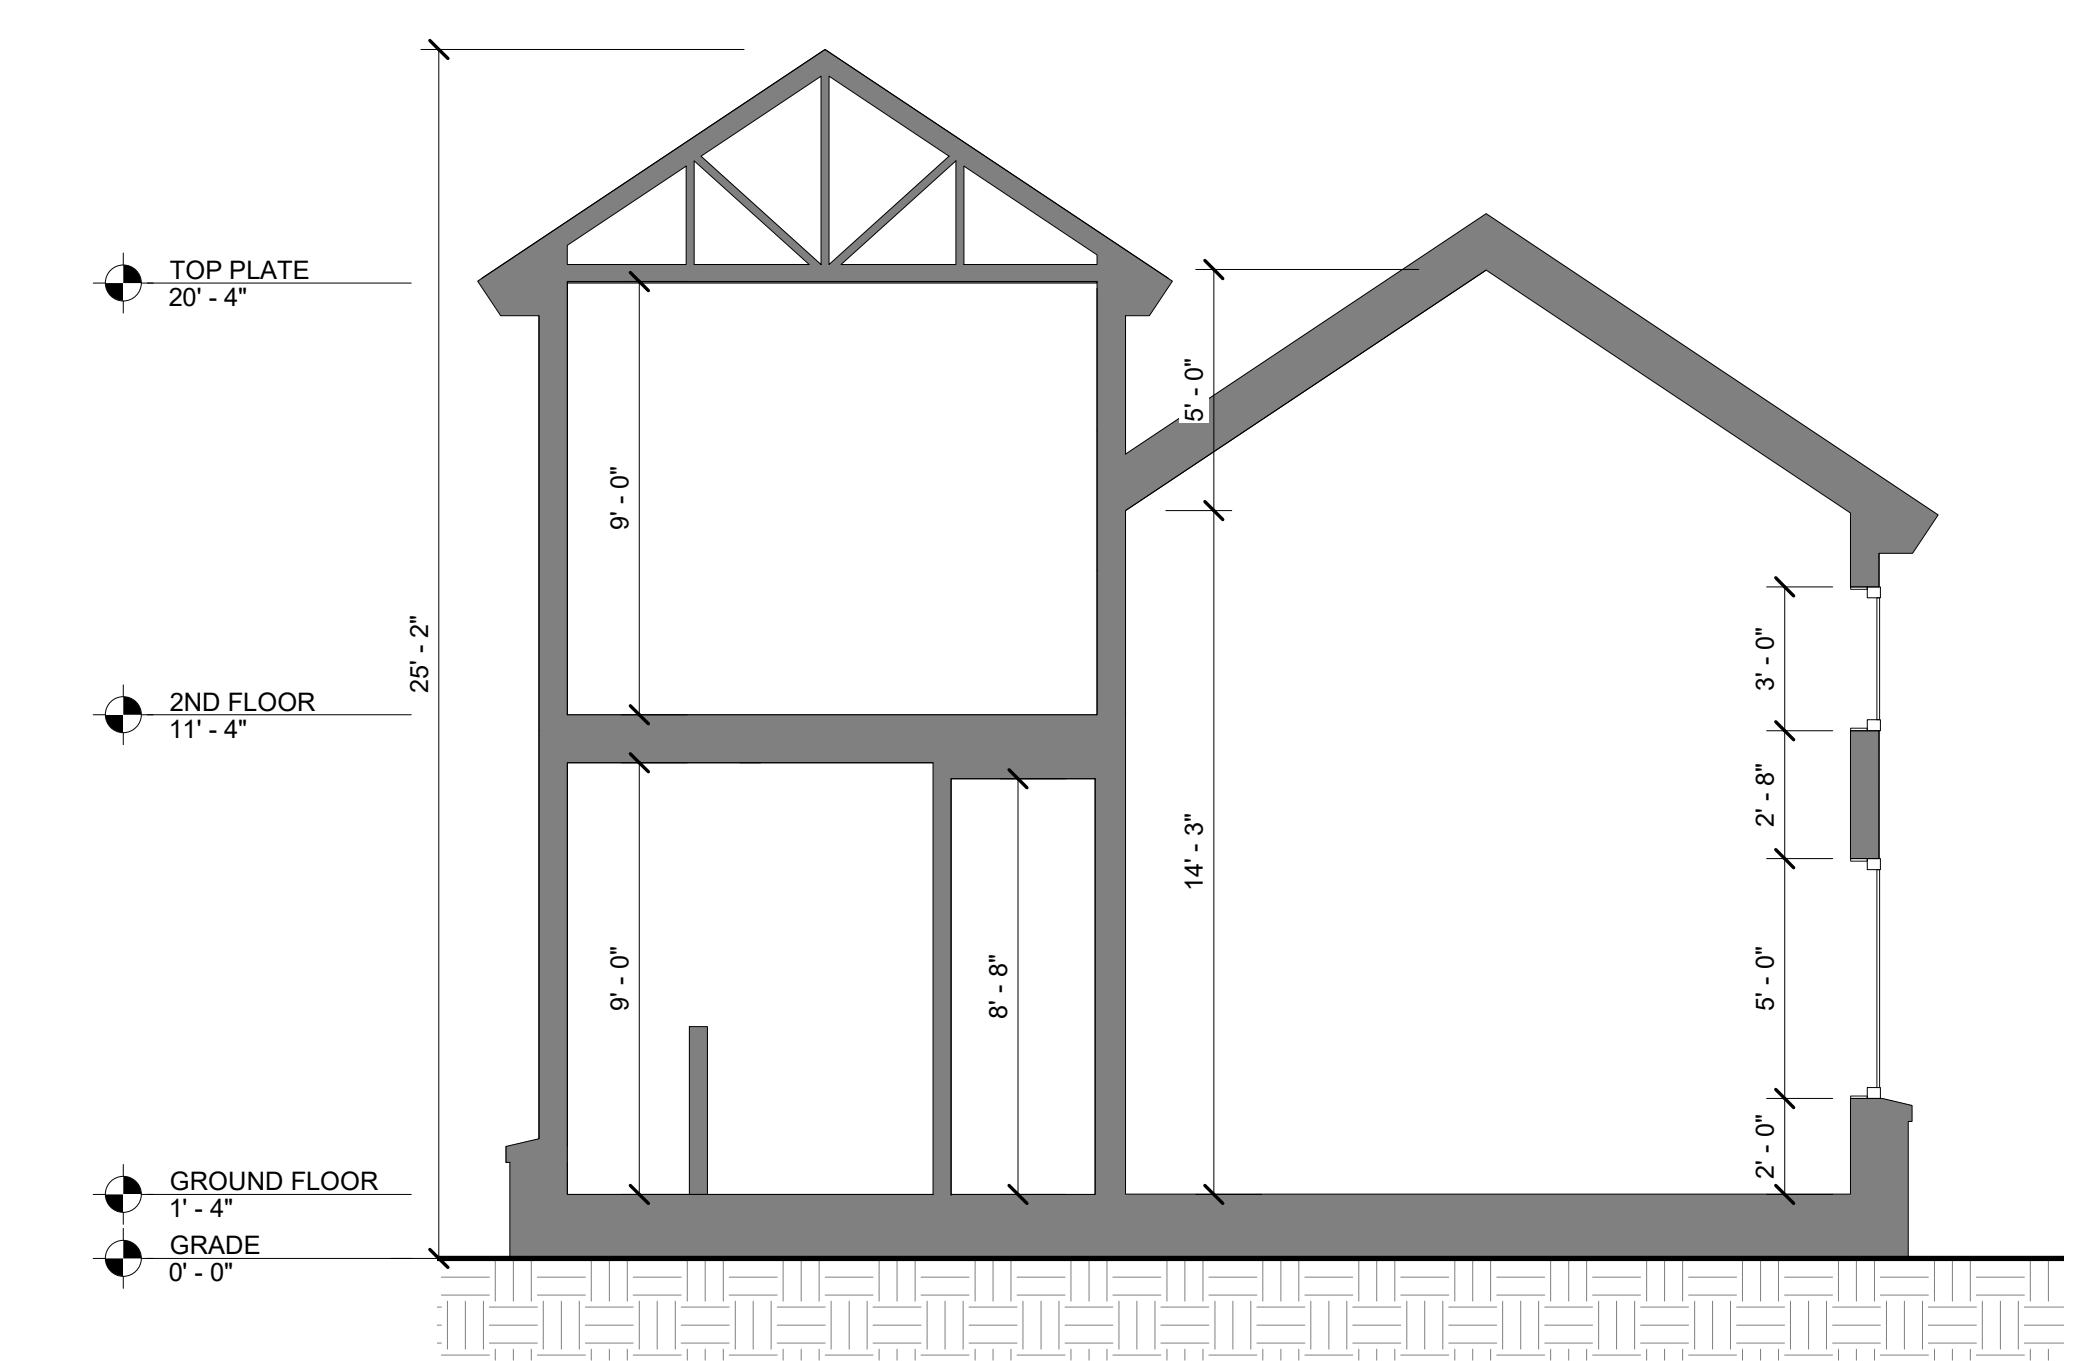 TOP PLATE
20' - 4"
2ND FLOOR
11' - 4"
GROUND FLOOR
1' - 4"
GRADE
0' - 0"
25' - 2"
9' - 0"
9' - 0"
8' - 8"
5' - 0"
14' - 3"
3' - 0"
2' - 8"
5' - 0"
2' - 0"